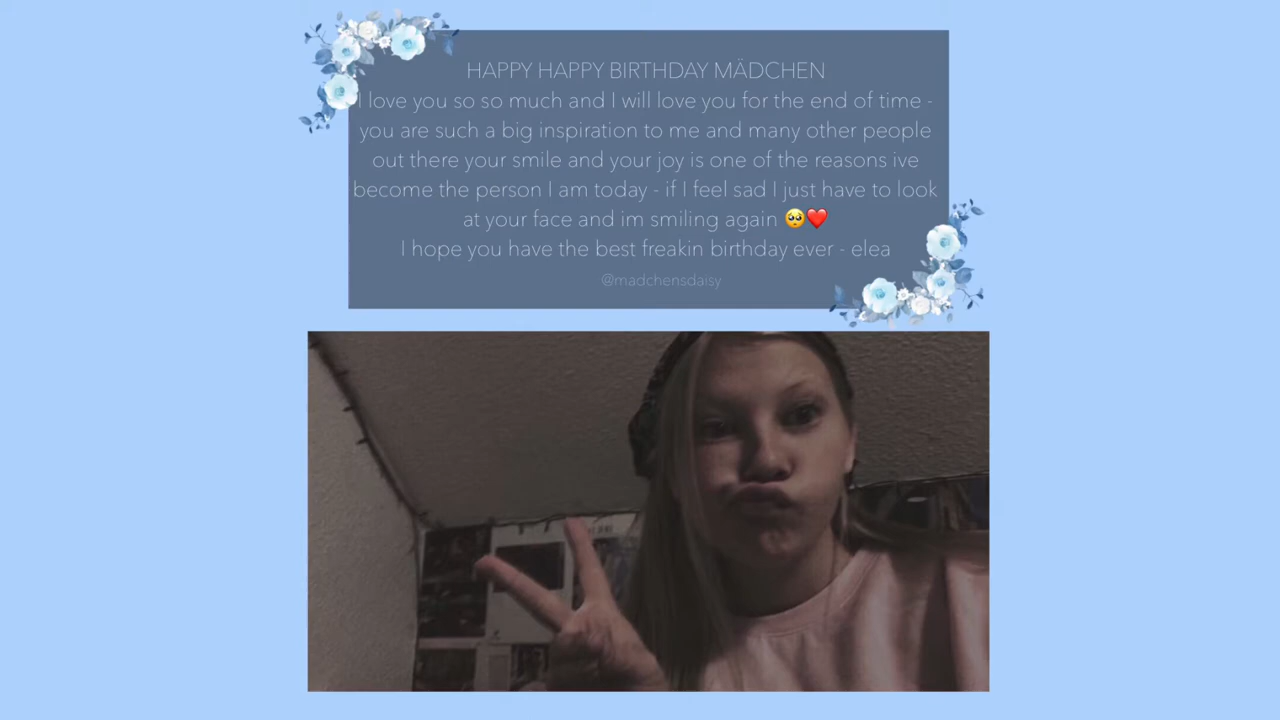 HAPPY HAPPY BIRTHDAY MÄDCHEN
I love you so so much and I will love you for the end of time -
you are such a big inspiration to me and many other people
out there your smile and your joy is one of the reasons ive
become the person I am today - if I feel sad I just have to look
at your face and im smiling again 🥺❤️
I hope you have the best freakin birthday ever - elea
@madchensdaisy